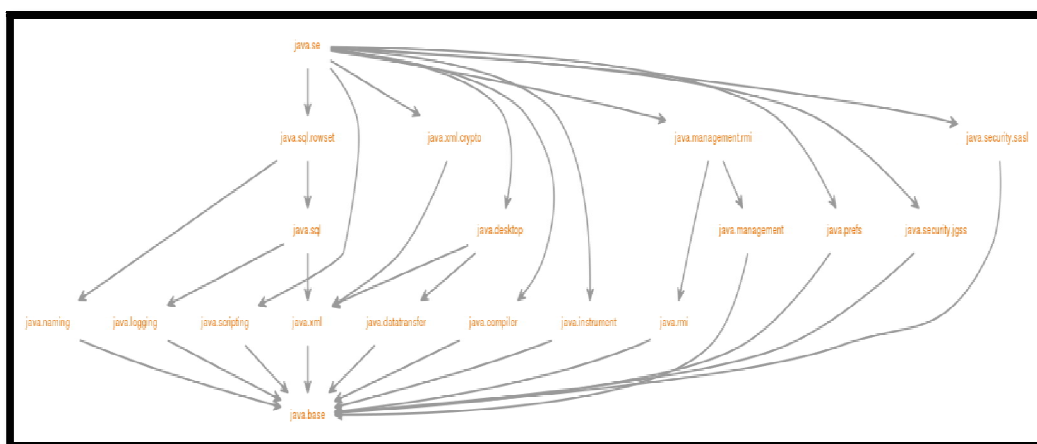 java.se
java.sql.rowset java.xml.crypto java.management.rmi java.security.sasl
java.sql java.desktop java.management java.prefs java.security.jgss
java.naming java.logging java.scripting java.xml java.datatransfer java.compiler java.instrument java.rmi
java.base